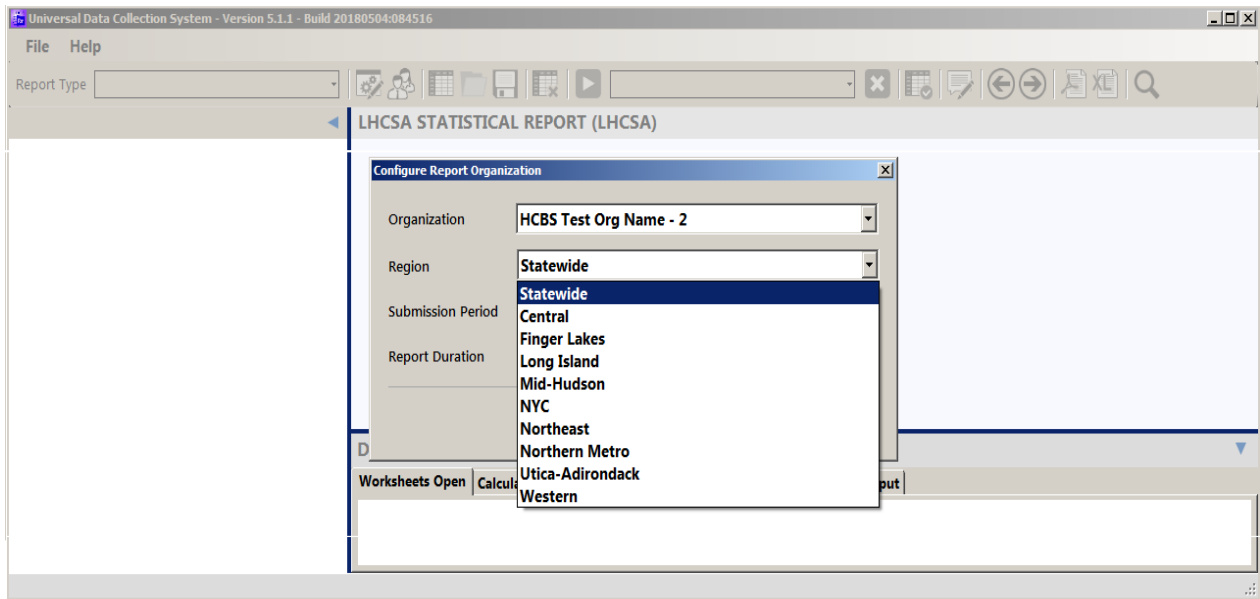 Universal Data Collection System - Version 5.1.1 - Build 20180504:084516
File Help
Report Type
LHCSA STATISTICAL REPORT (LHCSA)
Configure Report Organization
Organization HCBS Test Org Name - 2
Region Statewide
Statewide
Submission Period Central
Finger Lakes
Report Duration Long Island
Mid-Hudson
NYC
Northeast
D Northern Metro
Utica-Adirondack
Worksheets Open Calcul put
Western